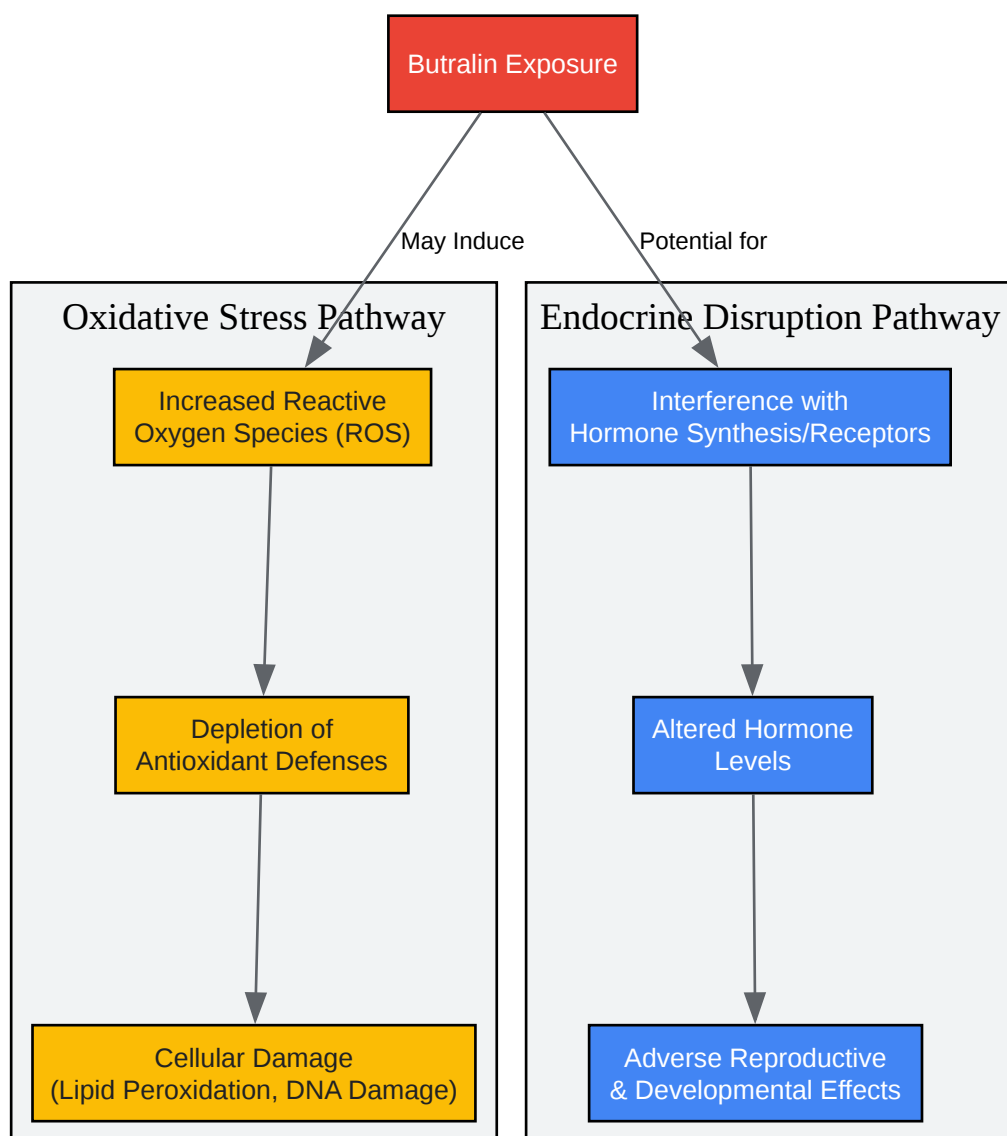 Butralin Exposure
May Induce
Potential for
Oxidative Stress Pathway
Increased Reactive
Oxygen Species (ROS)
Depletion of
Antioxidant Defenses
Cellular Damage
(Lipid Peroxidation, DNA Damage)
Endocrine Disruption Pathway
Interference with
Hormone Synthesis/Receptors
Altered Hormone
Levels
Adverse Reproductive
& Developmental Effects